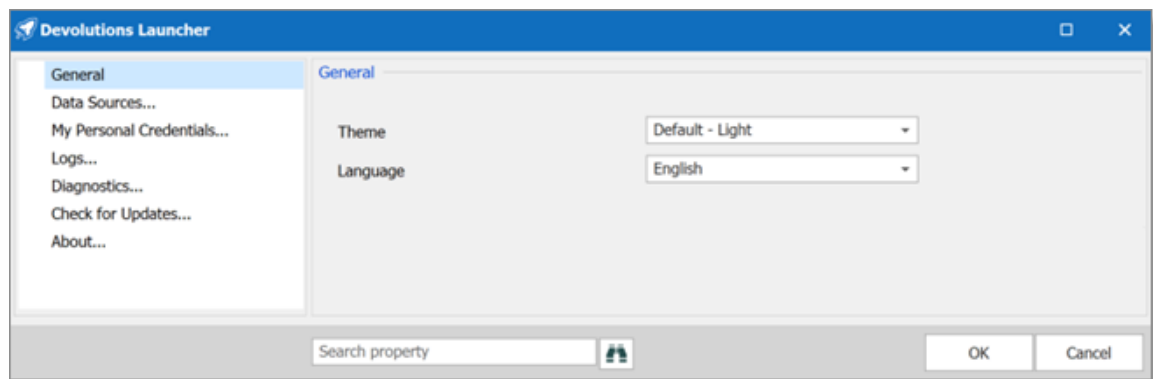 Devolutions Launcher
General
Data Sources...
My Personal Credentials...
Logs...
Diagnostics...
Check for Updates...
About...
General
Theme
Default - Light
Language
English
Search property
OK
Cancel